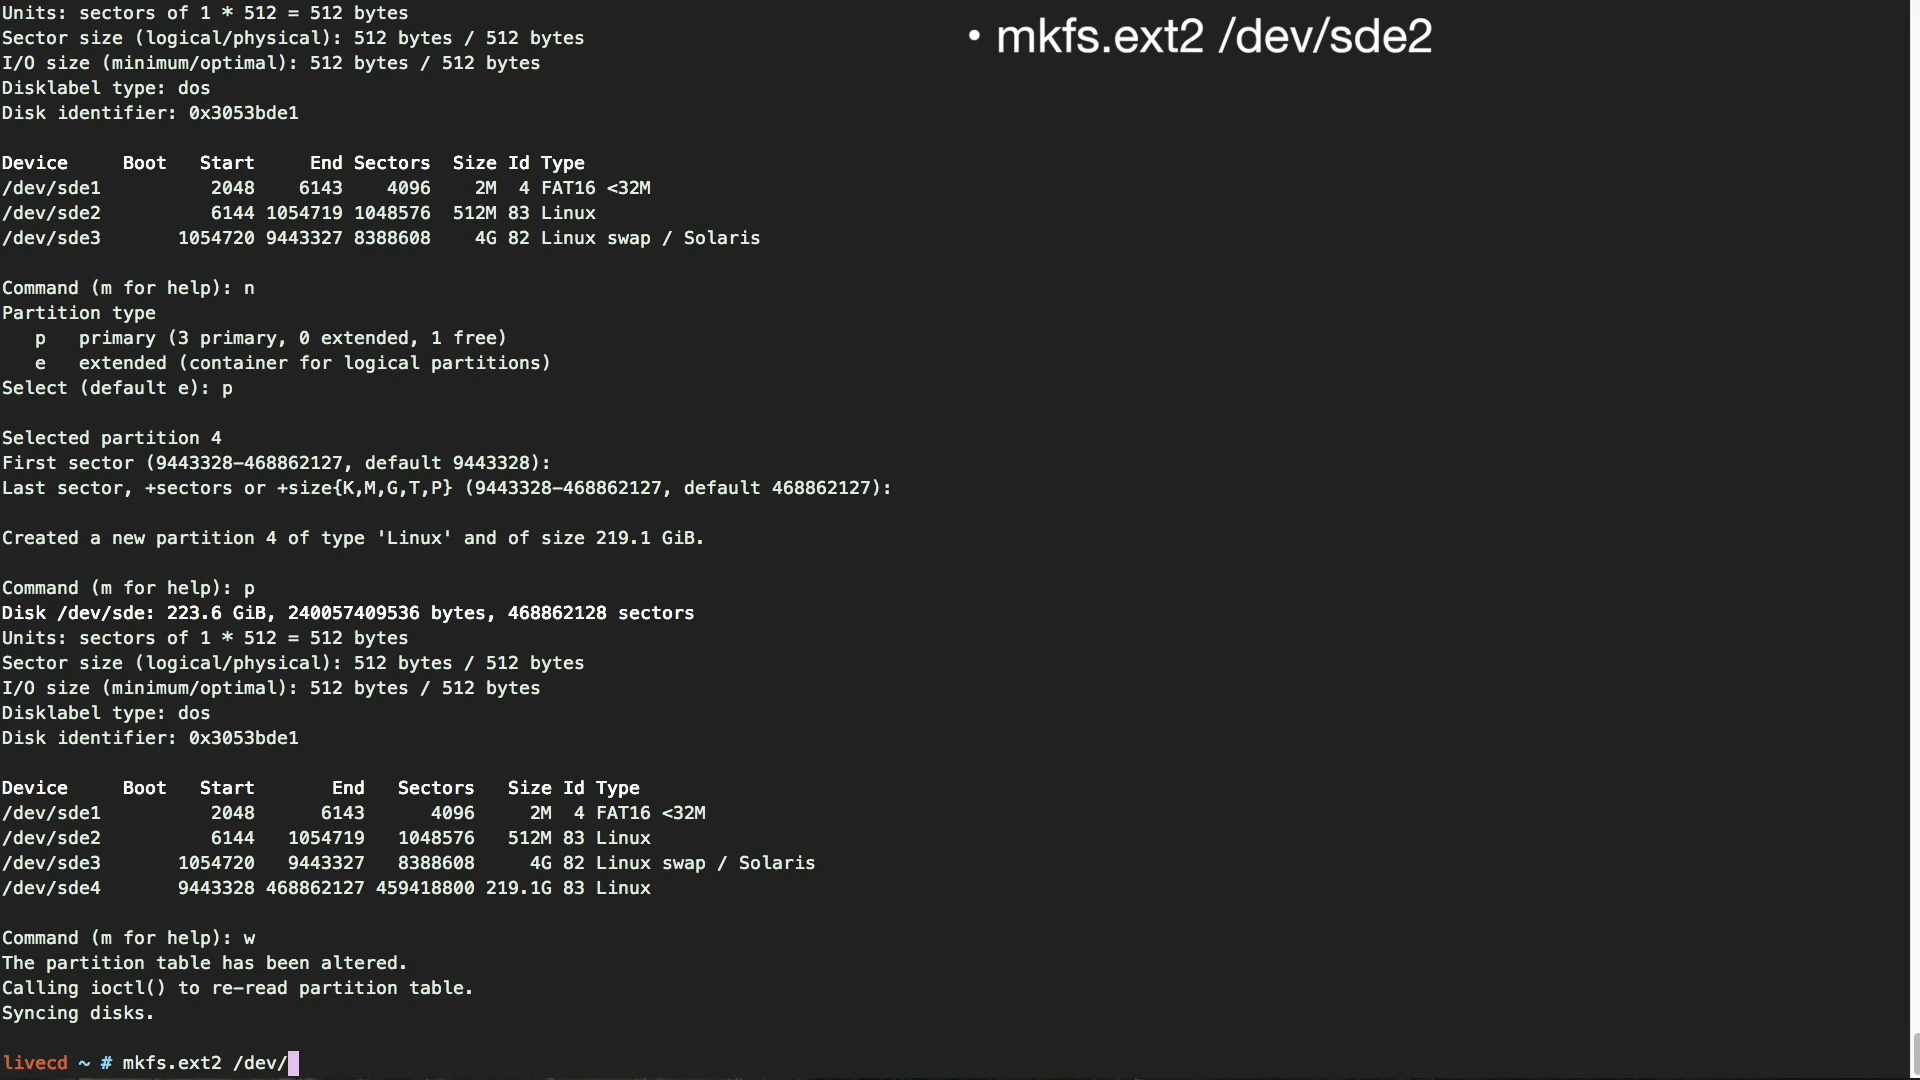 Units: sectors of 1 * 512 = 512 bytes
Sector size (logical/physical): 512 bytes / 512 bytes
I/O size (minimum/optimal): 512 bytes / 512 bytes
Disklabel type: dos
Disk identifier: 0x3053bde1
• mkfs.ext2 /dev/sde2
Device     Boot   Start     End Sectors  Size Id Type
/dev/sde1          2048    6143    4096    2M  4 FAT16 <32M
/dev/sde2          6144 1054719 1048576  512M 83 Linux
/dev/sde3       1054720 9443327 8388608    4G 82 Linux swap / Solaris
Command (m for help): n
Partition type
   p   primary (3 primary, 0 extended, 1 free)
   e   extended (container for logical partitions)
Select (default e): p
Selected partition 4
First sector (9443328-468862127, default 9443328):
Last sector, +sectors or +size{K,M,G,T,P} (9443328-468862127, default 468862127):
Created a new partition 4 of type 'Linux' and of size 219.1 GiB.
Command (m for help): p
Disk /dev/sde: 223.6 GiB, 240057409536 bytes, 468862128 sectors
Units: sectors of 1 * 512 = 512 bytes
Sector size (logical/physical): 512 bytes / 512 bytes
I/O size (minimum/optimal): 512 bytes / 512 bytes
Disklabel type: dos
Disk identifier: 0x3053bde1
Device     Boot   Start       End   Sectors   Size Id Type
/dev/sde1          2048      6143      4096     2M  4 FAT16 <32M
/dev/sde2          6144   1054719   1048576   512M 83 Linux
/dev/sde3       1054720   9443327   8388608     4G 82 Linux swap / Solaris
/dev/sde4       9443328 468862127 459418800 219.1G 83 Linux
Command (m for help): w
The partition table has been altered.
Calling ioctl() to re-read partition table.
Syncing disks.
livecd ~ # mkfs.ext2 /dev/